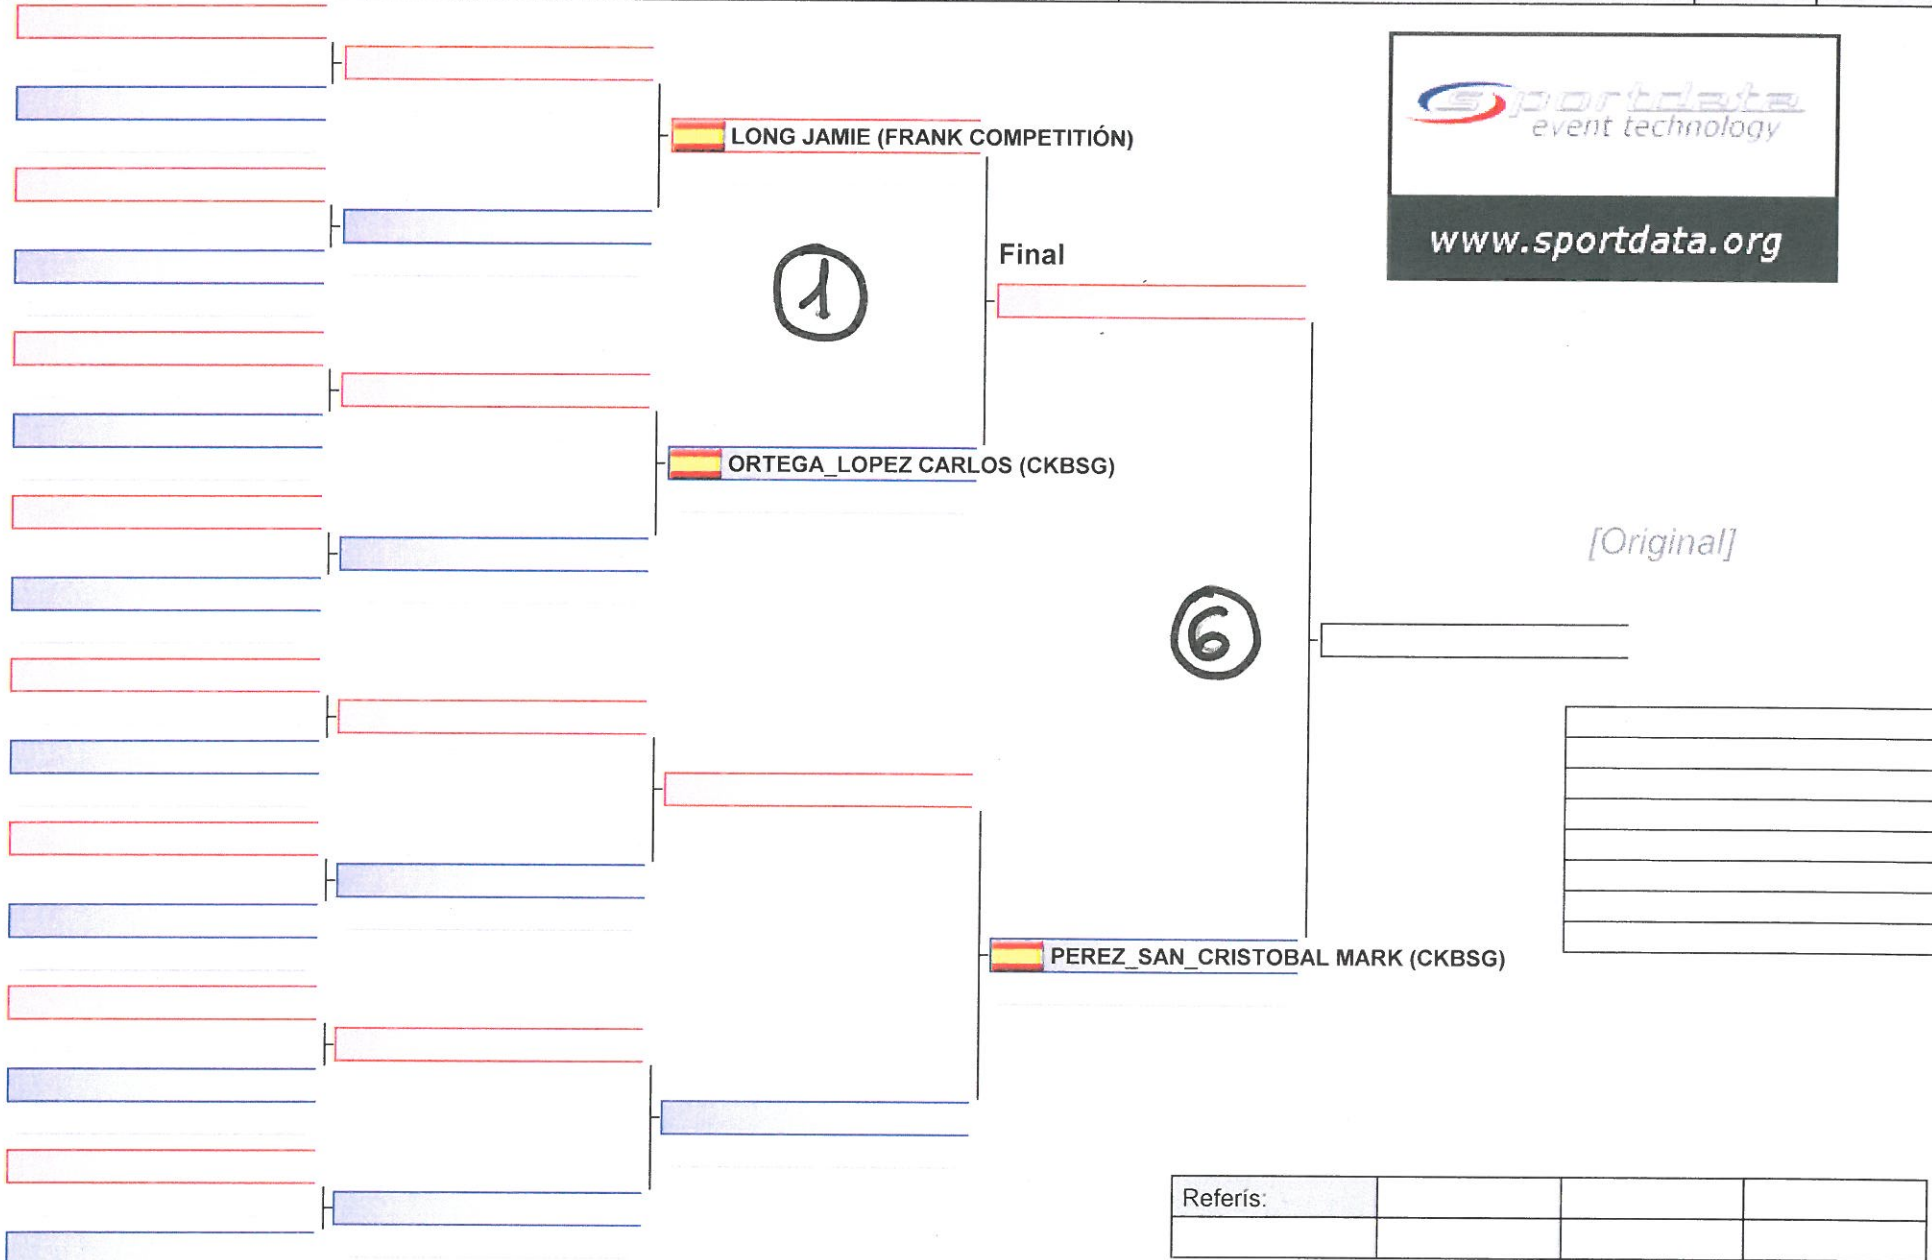 sportdata
event technology
www.sportdata.org
LONG JAMIE (FRANK COMPETITIÓN)
Final
1
ORTEGA_LOPEZ CARLOS (CKBSG)
[Original]
6
PEREZ_SAN_CRISTOBAL MARK (CKBSG)
Referís: